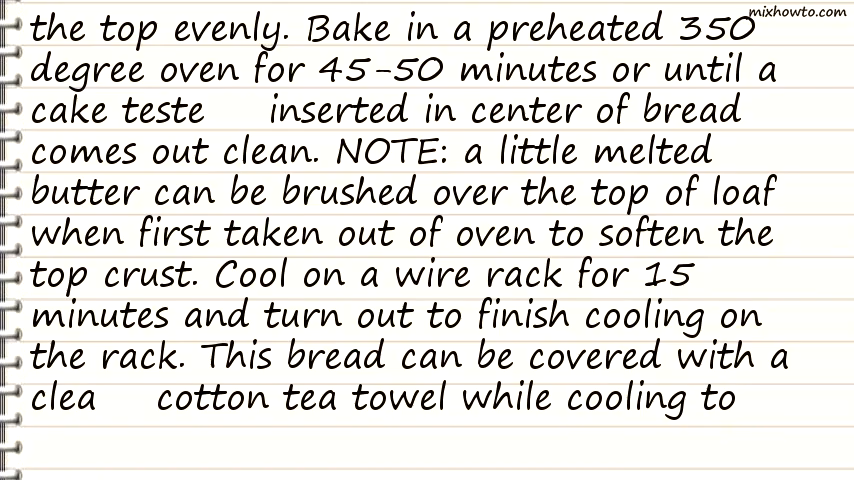 mixhowto.com
the top evenly. Bake in a preheated 350
degree oven for 45-50 minutes or until a
cake teste inserted in center of bread
comes out clean. NOTE: a little melted
butter can be brushed over the top of loaf
when first taken out of oven to soften the
top crust. Cool on a wire rack for 15
minutes and turn out to finish cooling on
the rack. This bread can be covered with a
clea cotton tea towel while cooling to